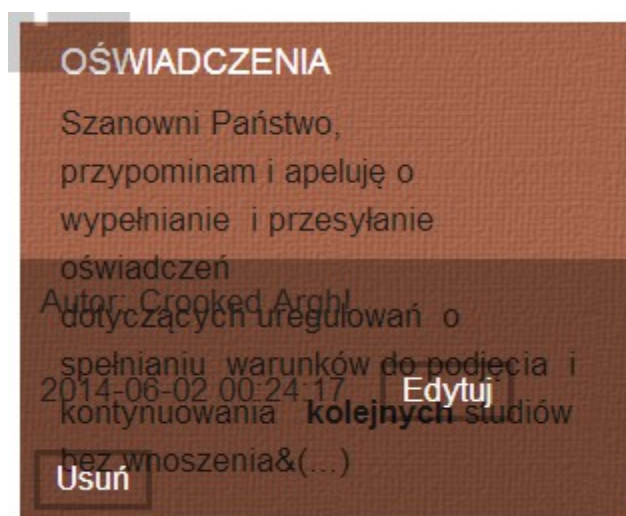 OŚWIADCZENIA
Szanowni Państwo,
przypominam i apeluję o
wypełnianie i przesyłanie
oświadczeń
Autor: Crooked Argh!
dotyczących uregulowań o
spełnianiu warunków do podjęcia i
2014-06-02 00:24:17 Edytuj
kontynuowania kolejnych studiów
bez wnoszenia&(...)
Usuń